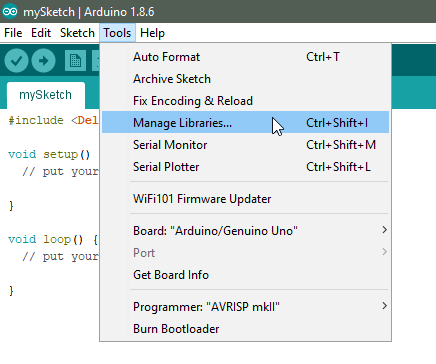 mySketch | Arduino 1.8.6
File Edit Sketch Tools Help
mySketch
#include <Del
void setup()
// put your
}
void loop() {
// put your
}
Auto Format Ctrl+T
Archive Sketch
Fix Encoding & Reload
Manage Libraries... Ctrl+Shift+I
Serial Monitor Ctrl+Shift+M
Serial Plotter Ctrl+Shift+L
WiFi101 Firmware Updater
Board: "Arduino/Genuino Uno"
Port
Get Board Info
Programmer: "AVRISP mkII"
Burn Bootloader